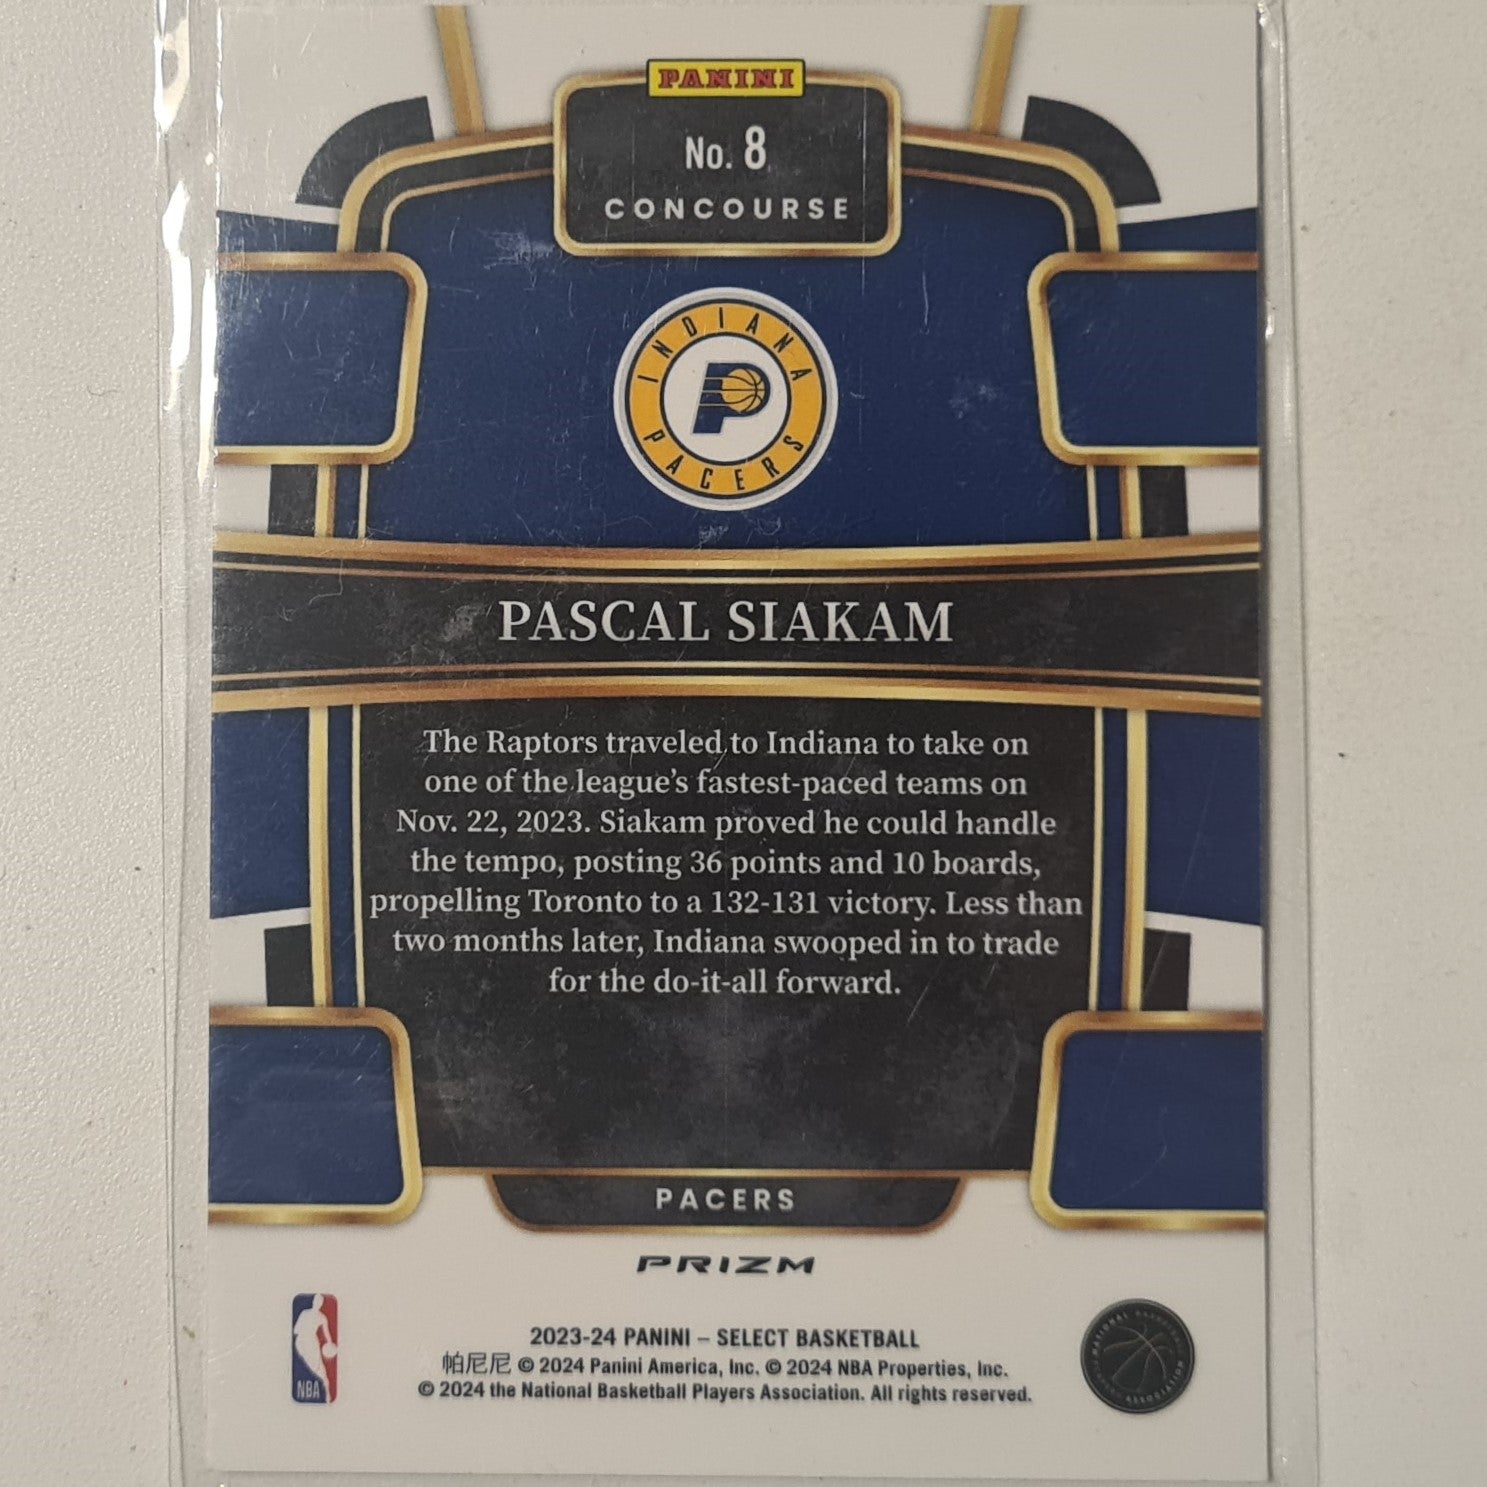 PANINI
No. 8
CONCOURSE
INDIANA
PACERS
PASCAL SIAKAM
The Raptors traveled to Indiana to take on
one of the league's fastest-paced teams on
Nov. 22, 2023. Siakam proved he could handle
the tempo, posting 36 points and 10 boards,
propelling Toronto to a 132-131 victory. Less than
two months later, Indiana swooped in to trade
for the do-it-all forward.
PACERS
PRIZM
2023-24 PANINI – SELECT BASKETBALL
帕尼尼 © 2024 Panini America, Inc. © 2024 NBA Properties, Inc.
© 2024 the National Basketball Players Association. All rights reserved.
NBA
NATIONAL BASKETBALL
PLAYERS ASSOCIATION